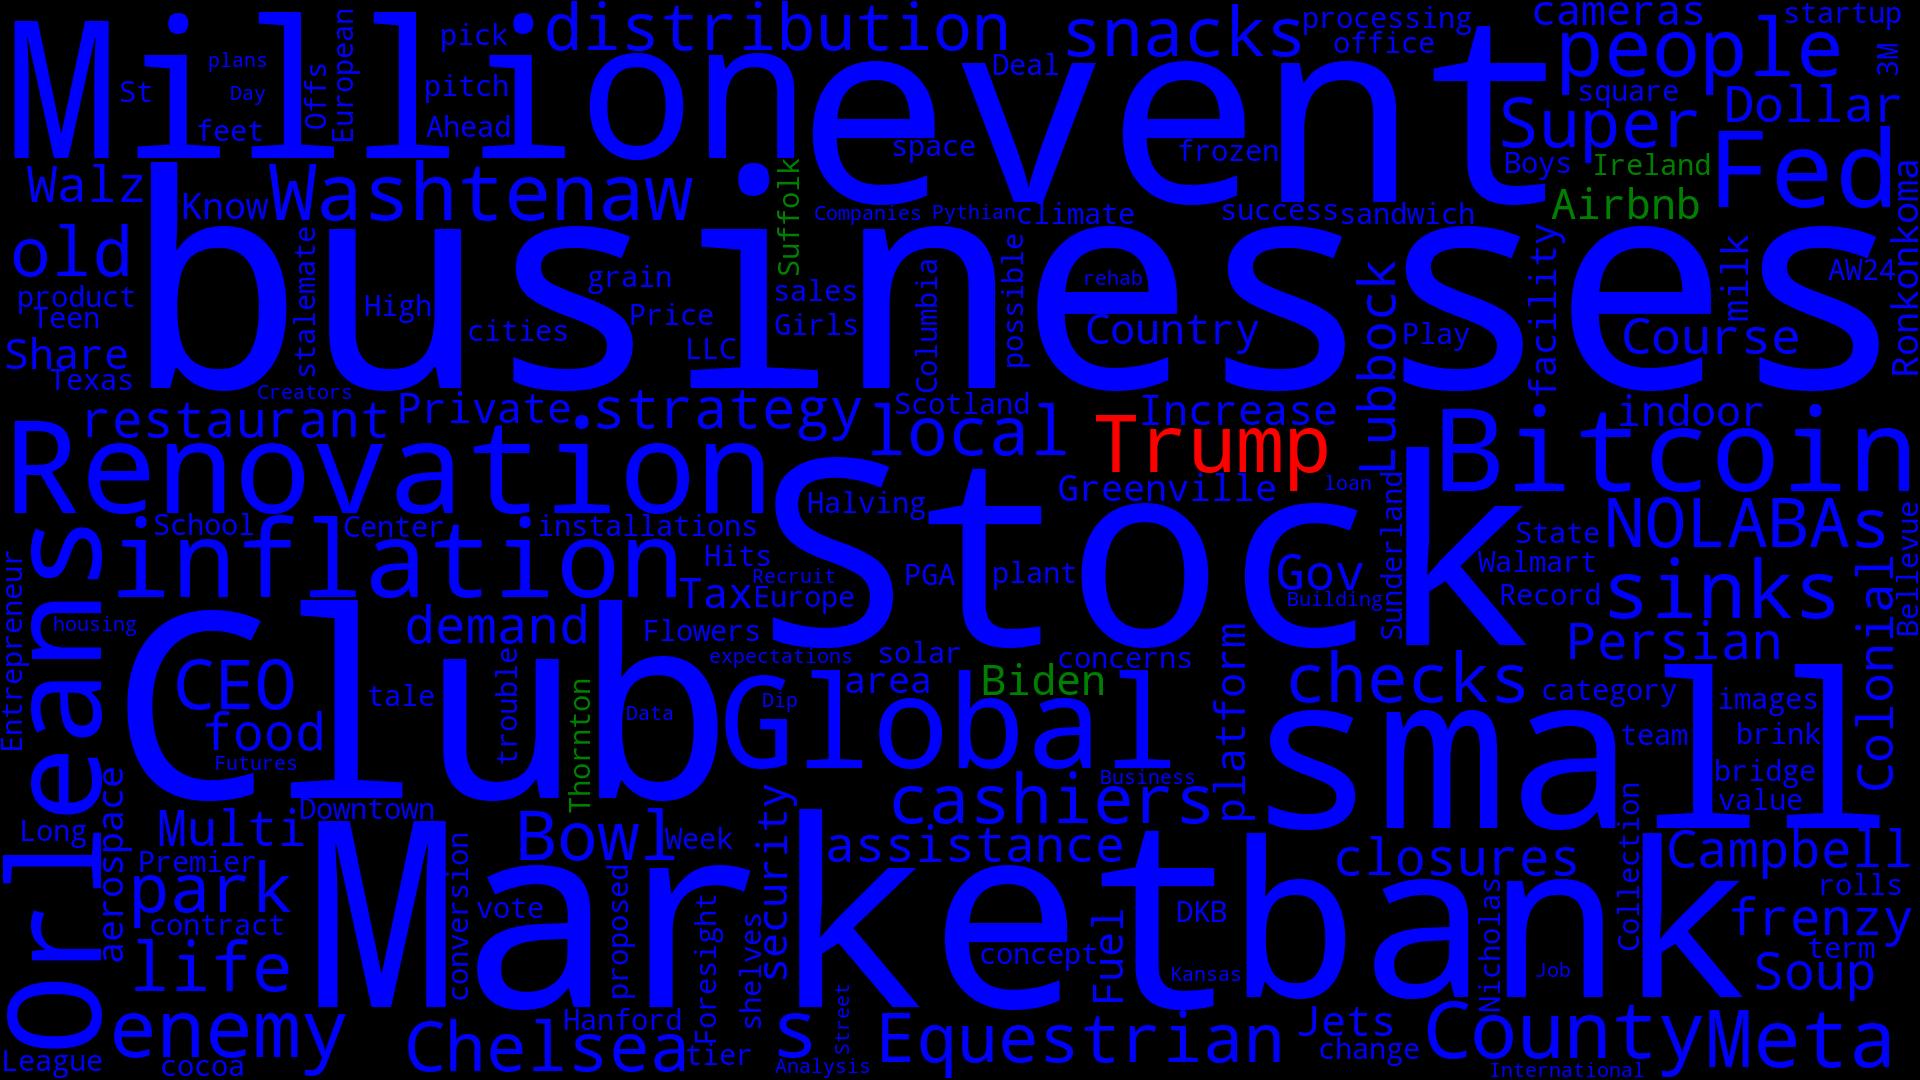 Million
event
distribution
snacks
processing
office
cameras
startup
people
3M
pick
plans
St
Day
Offs
European
pitch
Deal
square
Dollar
feet
Ahead
space
frozen
Super
Boys
Ireland
Fed
Walz
Know
Washtenaw
Suffolk
Companies
Pythian
climate
success
sandwich
Airbnb
Ronkonkoma
businesses
old
stalemate
grain
sales
Columbia
possible
rehab
Lubbock
facility
milk
AW24
product
Teen
High
cities
Price
Girls
Country
Play
Course
Share
LLC
Texas
Creators
restaurant
Private
strategy
Scotland
local
Trump
Increase
indoor
Bitcoin
Renovation
Stock
Halving
Greenville
loan
Sunderland
NOLABAs
Bellevue
Orleans
School
Center
installations
State
inflation
Hits
Recruit
PGA
plant
Gov
Walmart
Entrepreneur
Tax
Europe
Building
Record
sinks
Colonial
housing
Club
demand
Flowers
expectations
solar
concerns
platform
Persian
CEO
tale
trouble
Thornton
Data
Global
Dip
area
Biden
checks
category
images
small
food
Futures
team
brink
bridge
value
aerospace
Downtown
Business
cashiers
Long
Multi
Bowl
Week
security
assistance
closures
Collection
Campbell
Premier
park
Market
bank
rolls
contract
conversion
vote
proposed
Foresight
shelves
concept
Fuel
DKB
Nicholas
frenzy
term
life
Kansas
Job
Soup
enemy
Chelsea
Hanford
s
Street
Equestrian
Jets
County
Meta
League
cocoa
tier
Analysis
change
International